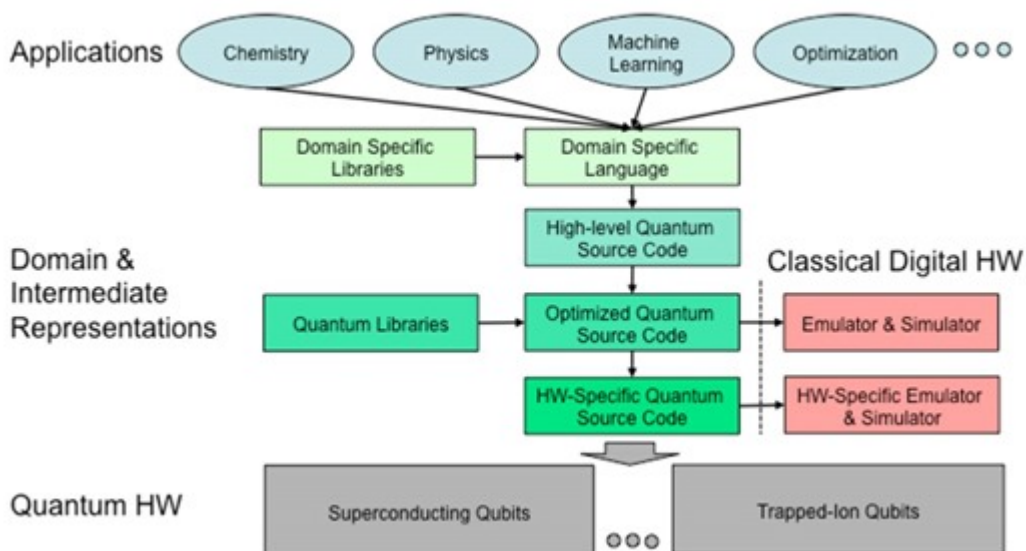 Applications
Chemistry
Physics
Machine
Learning
Optimization
Domain Specific
Libraries
Domain Specific
Language
High-level Quantum
Source Code
Domain &
Intermediate
Representations
Classical Digital HW
Quantum Libraries
Optimized Quantum
Source Code
Emulator & Simulator
HW-Specific Quantum
Source Code
HW-Specific Emulator
& Simulator
Quantum HW
Superconducting Qubits
Trapped-Ion Qubits